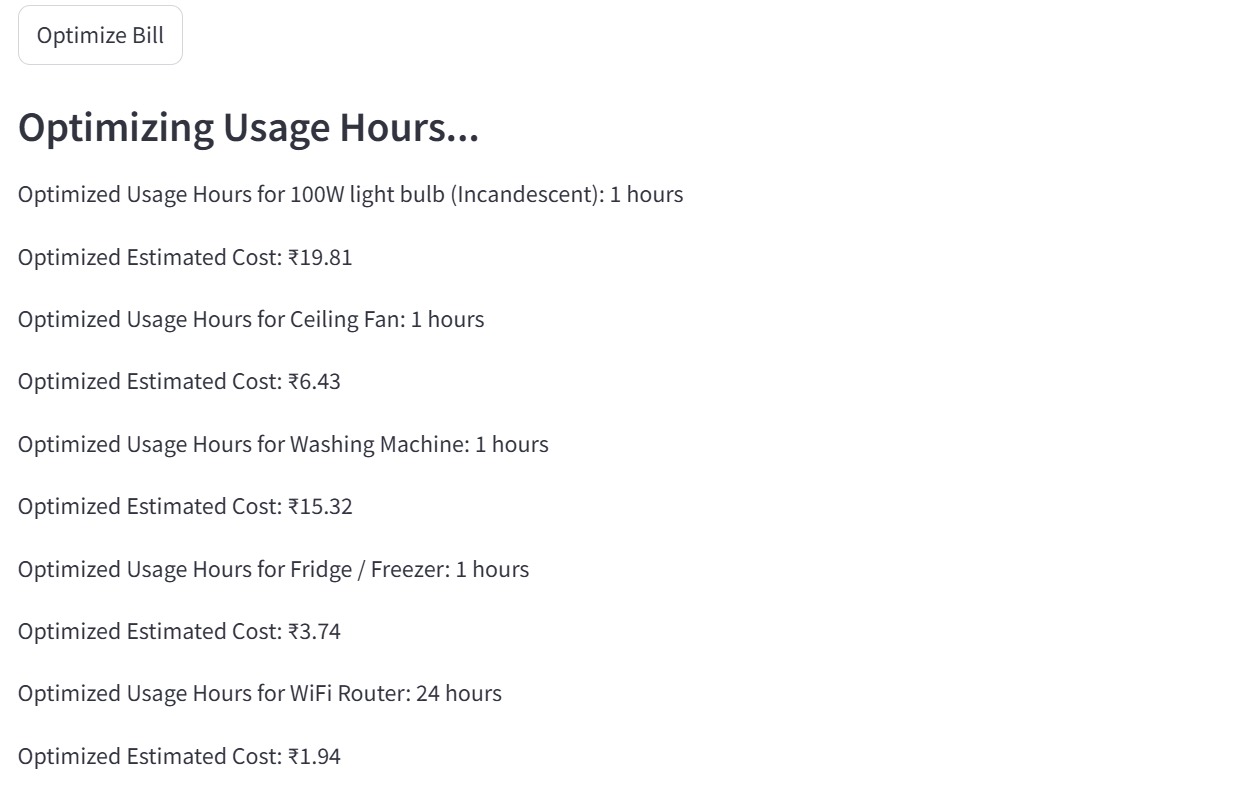 Optimize Bill
Optimizing Usage Hours...
Optimized Usage Hours for 100W light bulb (Incandescent): 1 hours
Optimized Estimated Cost: ₹19.81
Optimized Usage Hours for Ceiling Fan: 1 hours
Optimized Estimated Cost: ₹6.43
Optimized Usage Hours for Washing Machine: 1 hours
Optimized Estimated Cost: ₹15.32
Optimized Usage Hours for Fridge / Freezer: 1 hours
Optimized Estimated Cost: ₹3.74
Optimized Usage Hours for WiFi Router: 24 hours
Optimized Estimated Cost: ₹1.94